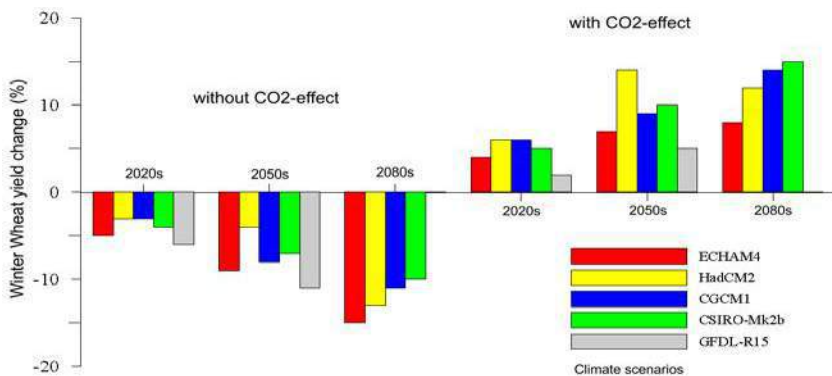 Winter Wheat yield change (%)
20
10
0
-10
-20
without CO2-effect
2020s
2050s
2080s
with CO2-effect
2020s
2050s
2080s
ECHAM4
HadCM2
CGCM1
CSIRO-Mk2b
GFDL-R15
Climate scenarios